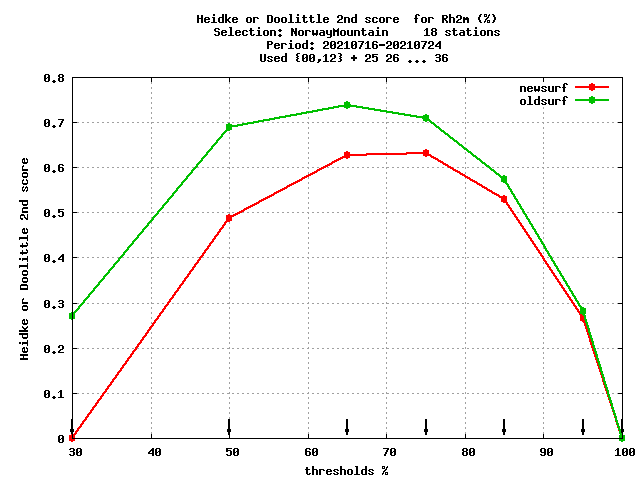 Heidke or Doolittle 2nd score  for Rh2m (%)
Selection: NorwayMountain     18 stations
Period: 20210716-20210724
Used {00,12} + 25 26 ... 36
newsurf
oldsurf
Heidke or Doolittle 2nd score
0.8
0.7
0.6
0.5
0.4
0.3
0.2
0.1
0
30 40 50 60 70 80 90 100
thresholds %